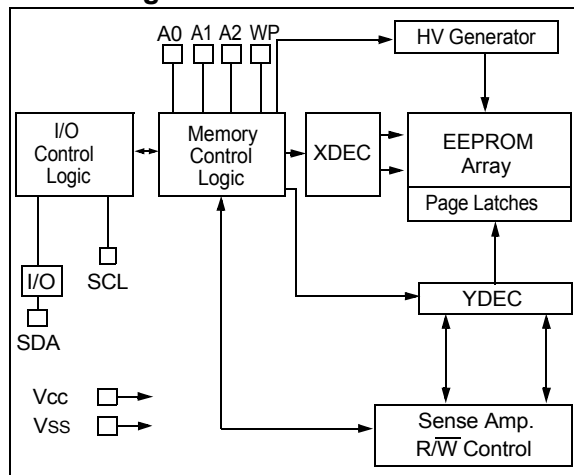 A0 A1 A2 WP
HV Generator
I/O
Control
Logic
Memory
Control
Logic
XDEC
EEPROM
Array
Page Latches
I/O
SCL
SDA
YDEC
Vcc
Vss
Sense Amp.
R/W̅ Control